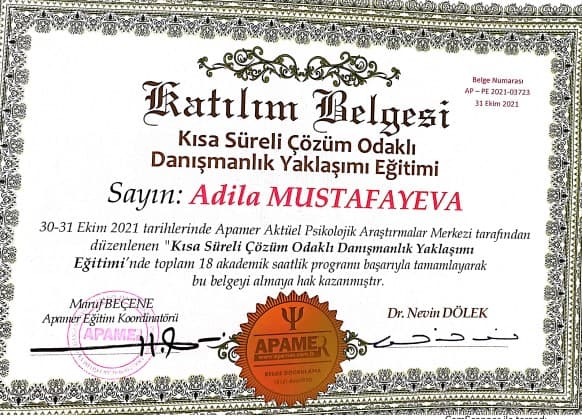 Belge Numarası
AP – PE 2021-03723
31 Ekim 2021
Katılım Belgesi
Kısa Süreli Çözüm Odaklı
Danışmanlık Yaklaşımı Eğitimi
Sayın: Adila MUSTAFAYEVA
30-31 Ekim 2021 tarihlerinde Apamer Aktüel Psikolojik Araştırmalar Merkezi tarafından
düzenlenen "Kısa Süreli Çözüm Odaklı Danışmanlık Yaklaşımı
Eğitimi'nde toplam 18 akademik saatlik programı başarıyla tamamlayarak
bu belgeyi almaya hak kazanmıştır.
Maruf BEÇENE
Apamer Eğitim Koordinatörü
Dr. Nevin DÖLEK
APAMER
APAMER
BELGE DOĞRULAMA